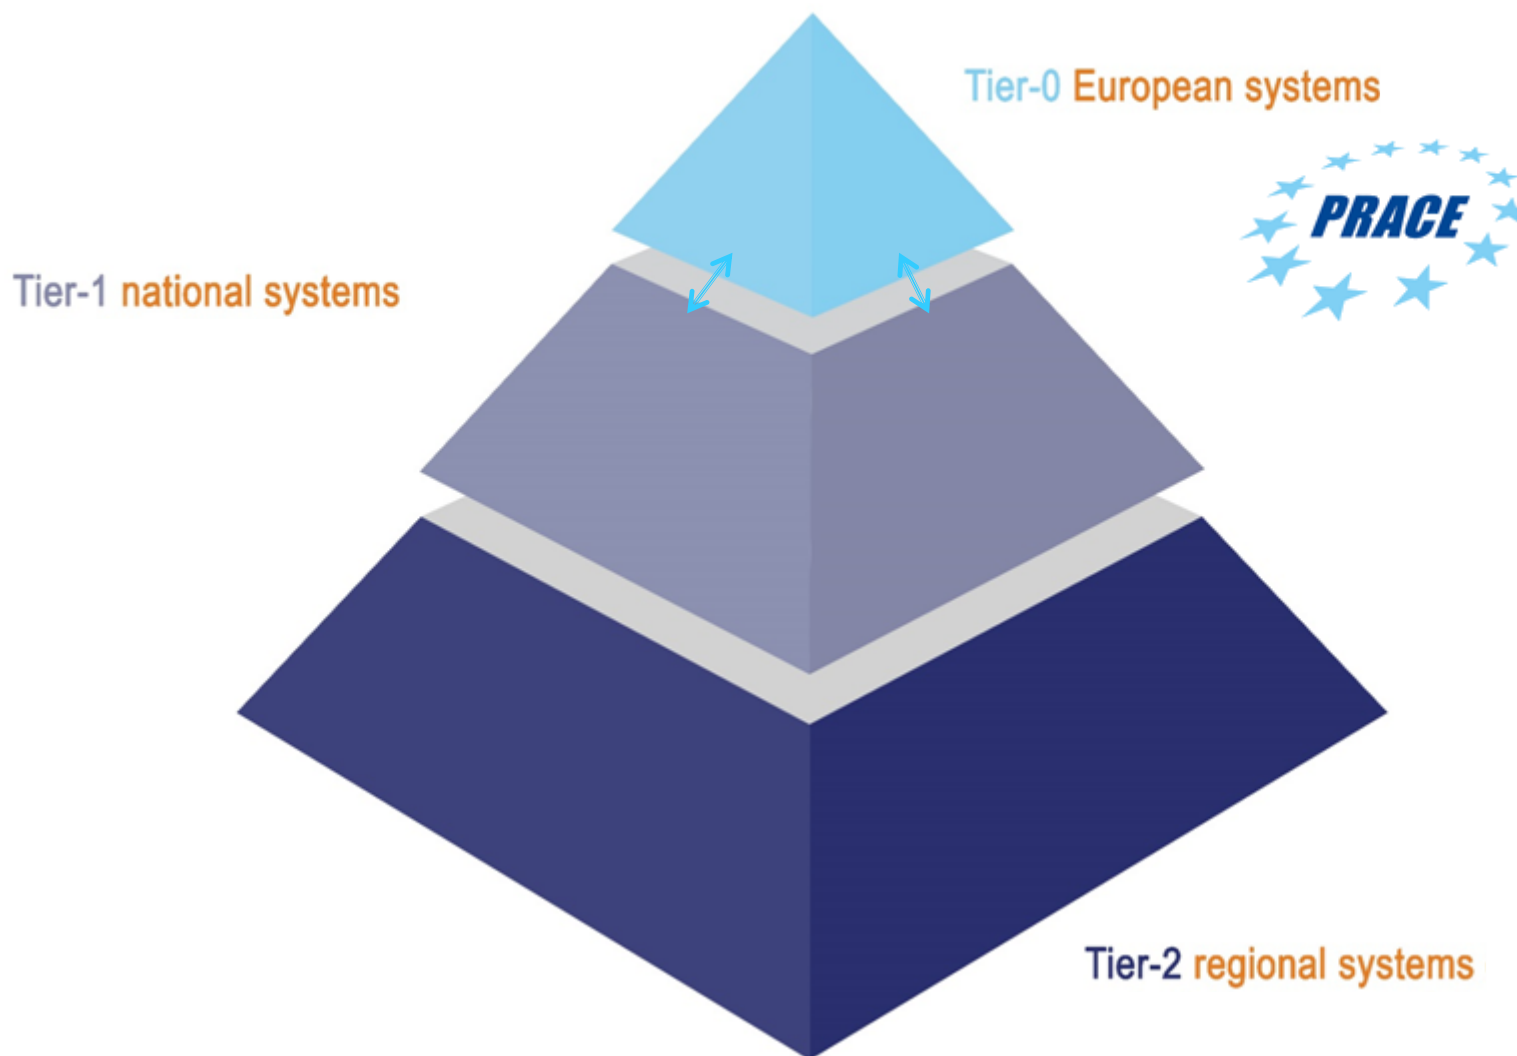 Tier-0 European systems
PRACE
Tier-1 national systems
Tier-2 regional systems